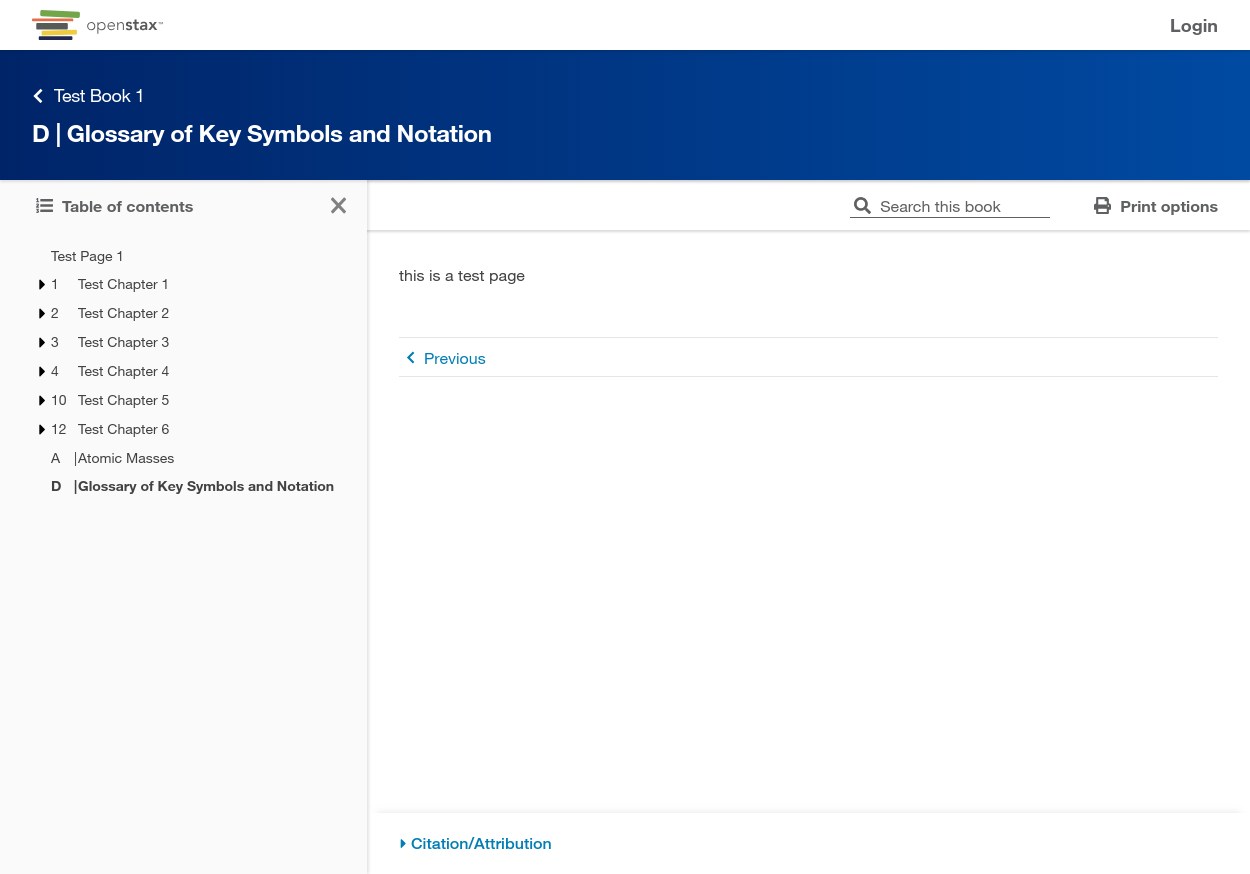 openstax™
Login
Test Book 1
D | Glossary of Key Symbols and Notation
Table of contents
Search this book
Print options
Test Page 1
1 Test Chapter 1
2 Test Chapter 2
3 Test Chapter 3
4 Test Chapter 4
10 Test Chapter 5
12 Test Chapter 6
A |Atomic Masses
D |Glossary of Key Symbols and Notation
this is a test page
Previous
Citation/Attribution